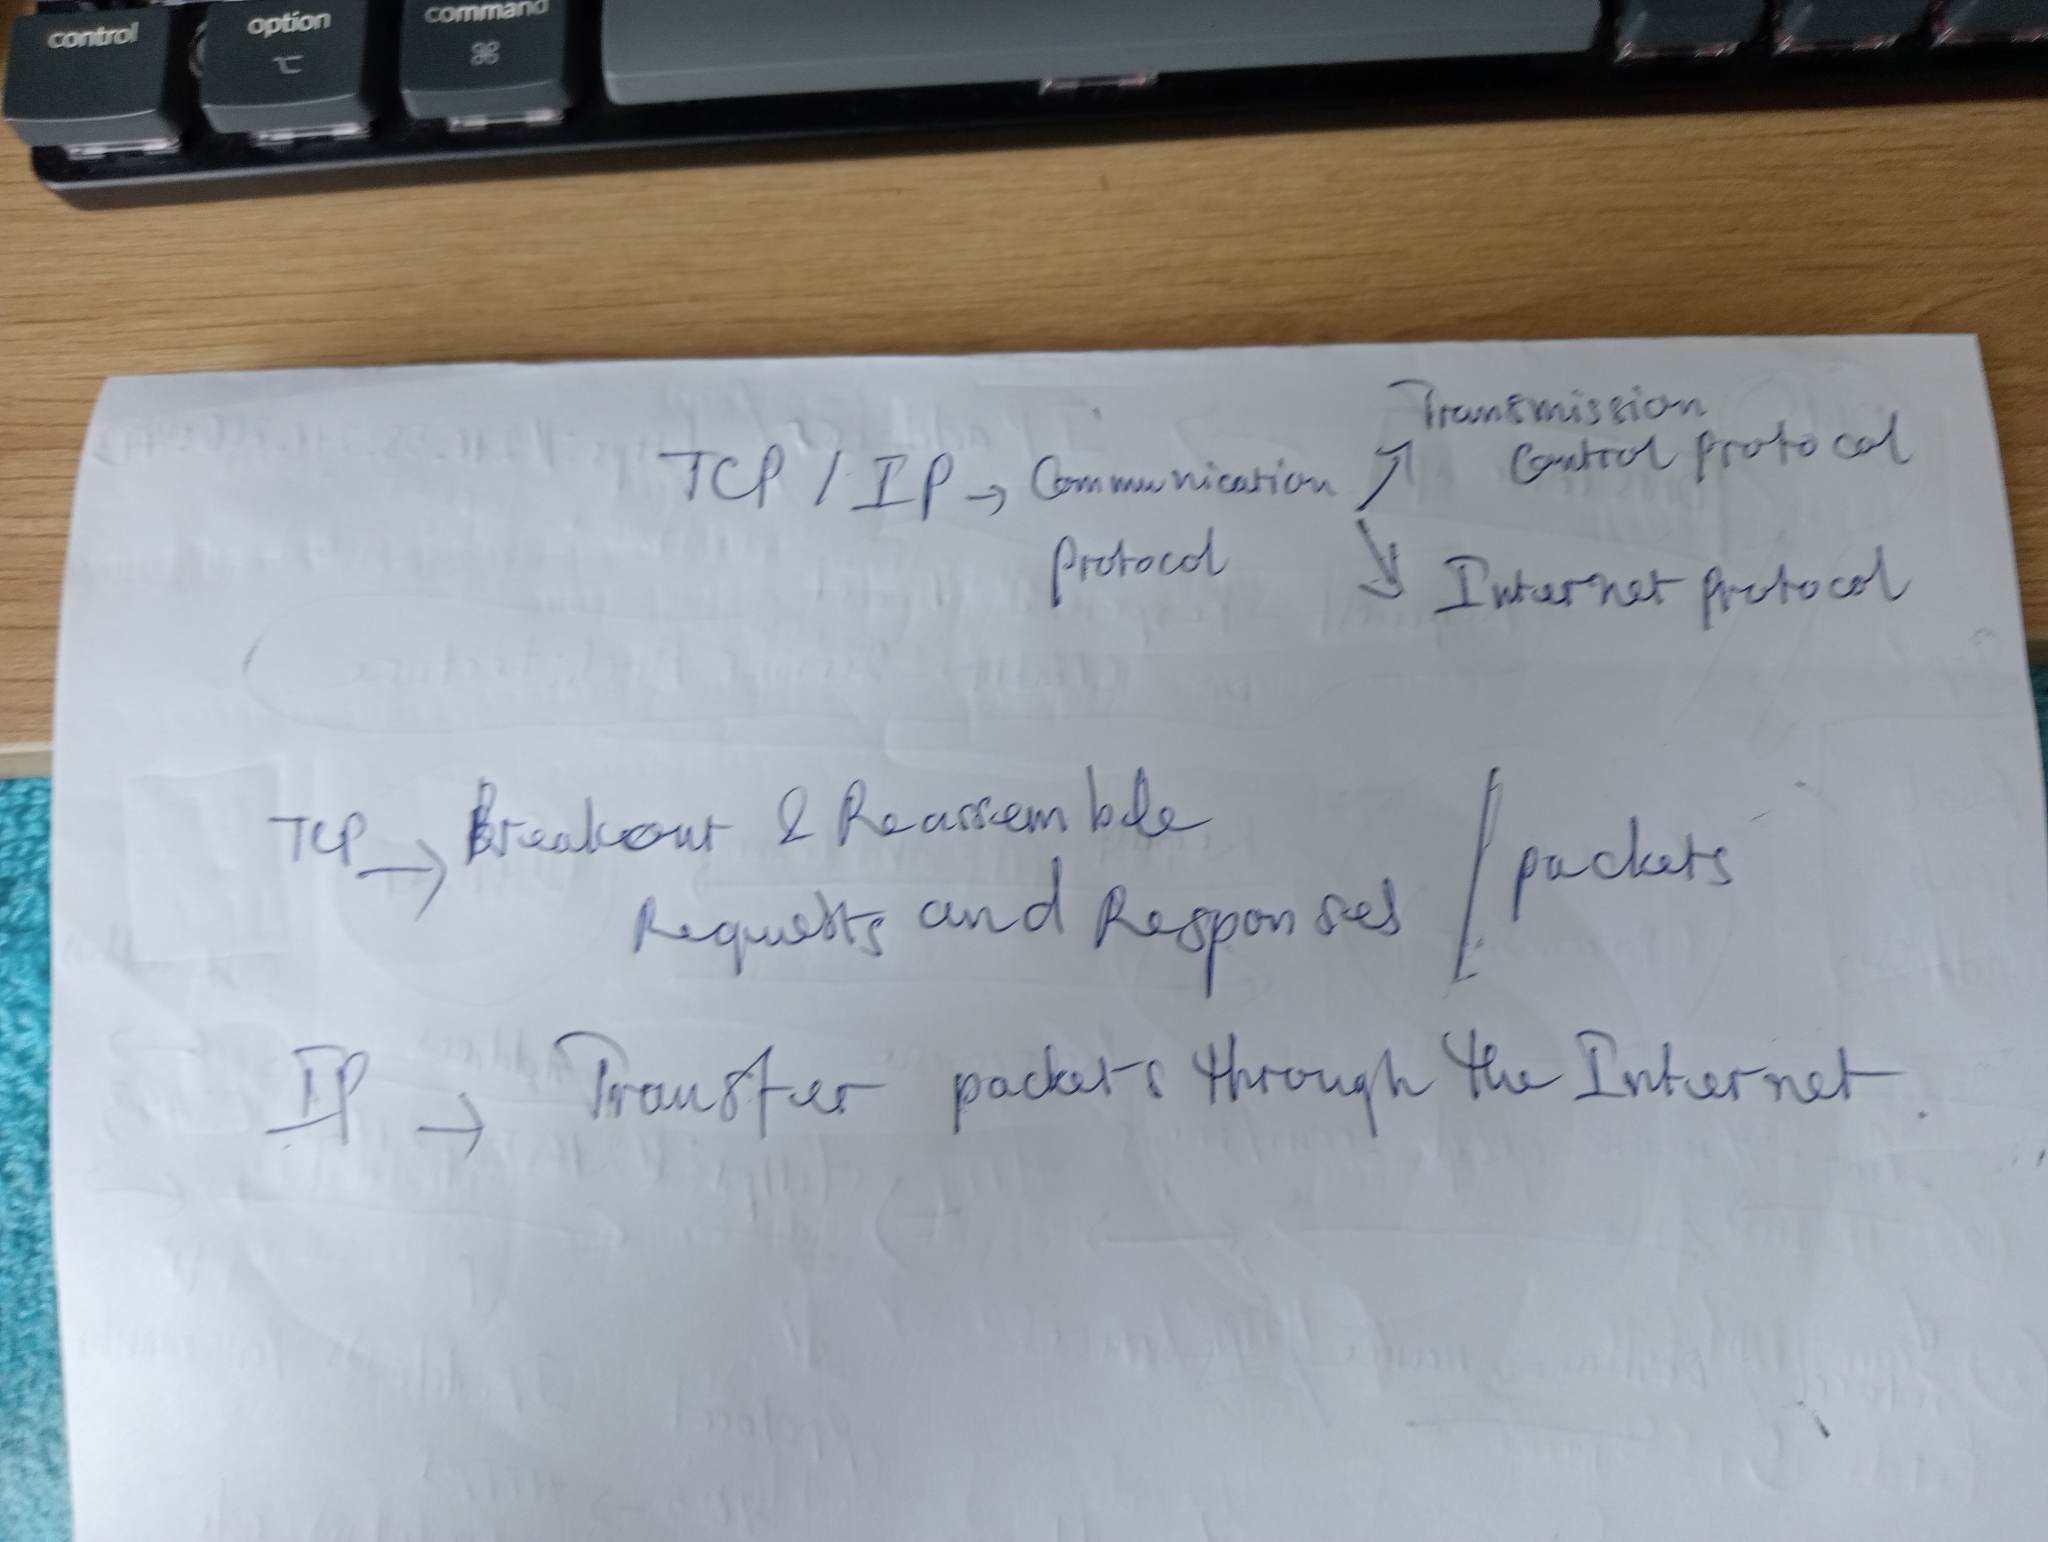 control option command
⌥ ⌘
Transmission
TCP / IP → Communication ↗ Control protocol
protocol ↘ Internet protocol
TCP → Breakout & Reassemble
Requests and Responses / packets
IP → Transfer packets through the Internet.